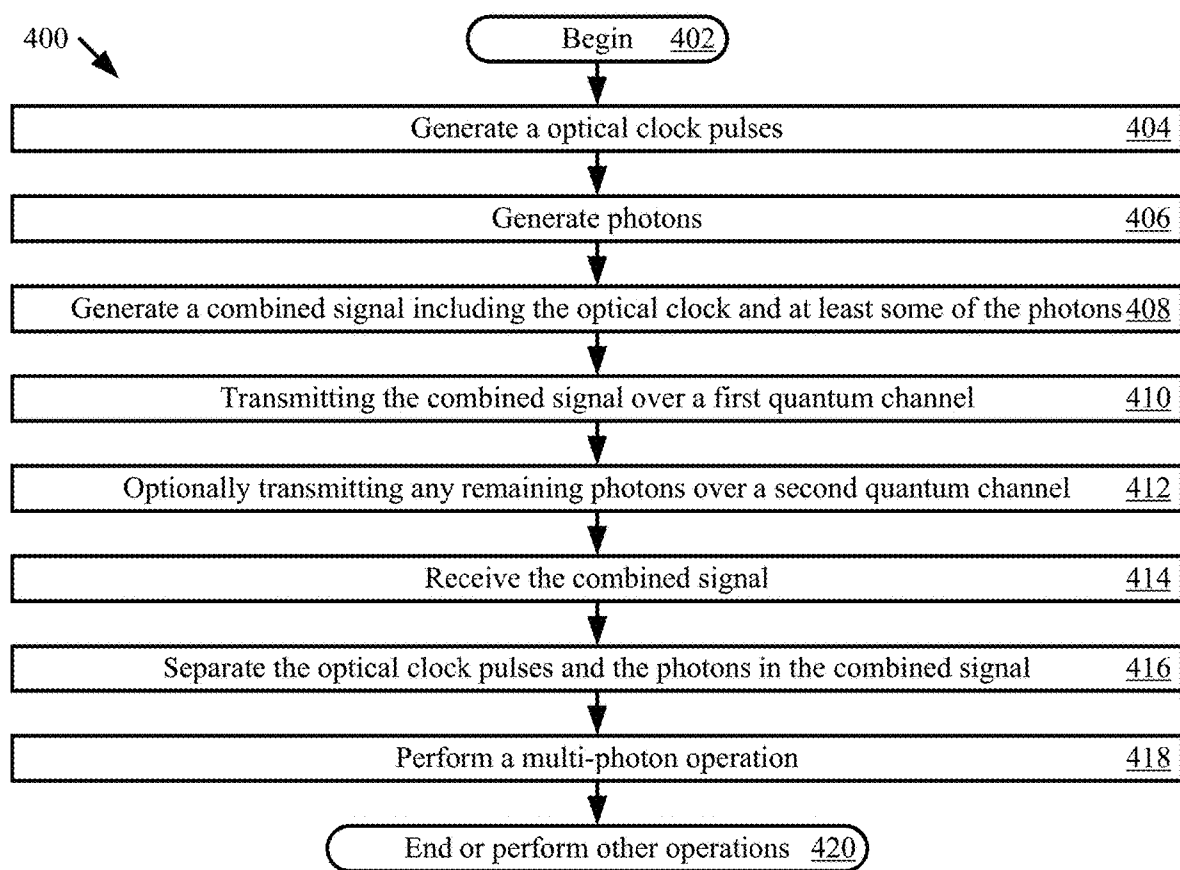 400
Begin 402
Generate a optical clock pulses 404
Generate photons 406
Generate a combined signal including the optical clock and at least some of the photons 408
Transmitting the combined signal over a first quantum channel 410
Optionally transmitting any remaining photons over a second quantum channel 412
Receive the combined signal 414
Separate the optical clock pulses and the photons in the combined signal 416
Perform a multi-photon operation 418
End or perform other operations 420